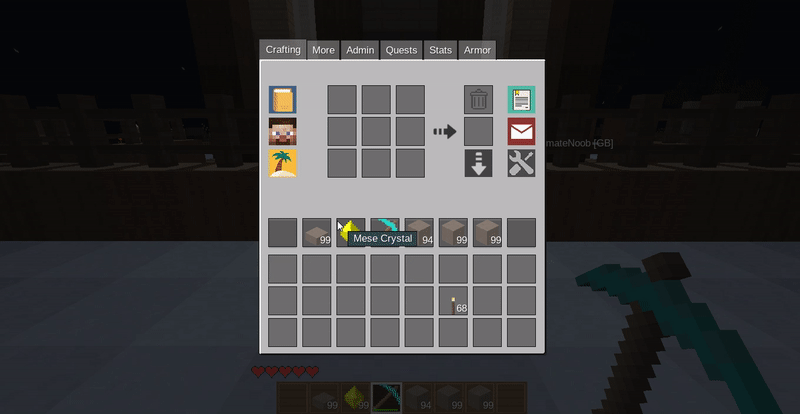 Crafting More Admin Quests Stats Armor
mateNoob [GB]
99 94 99 99
Mese Crystal
68
99 99 94 99 99